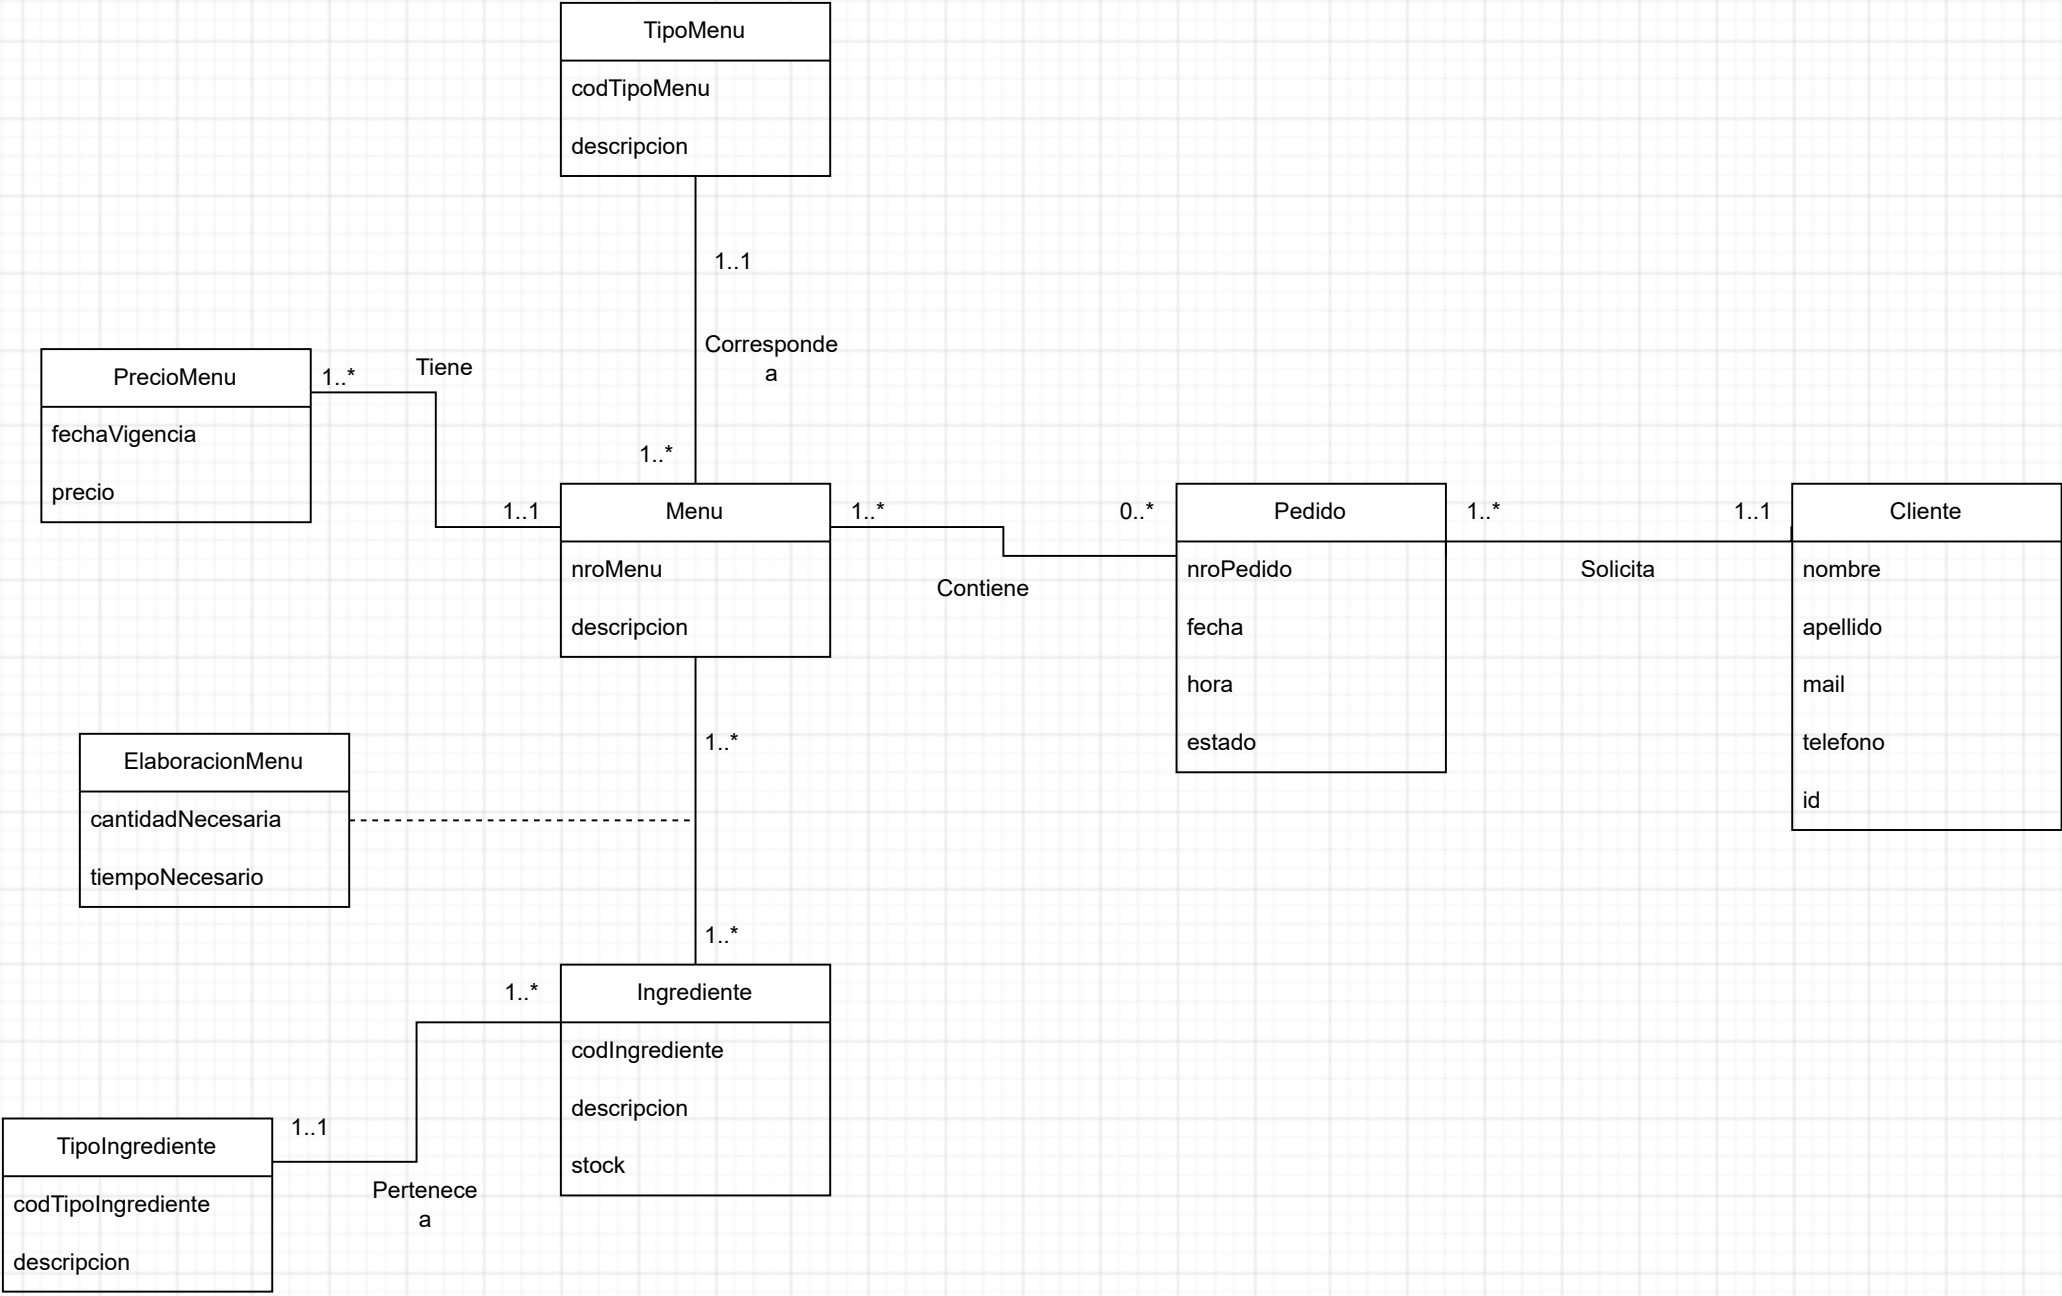 TipoMenu
codTipoMenu
descripcion
1..1
Corresponde
a
1..*
PrecioMenu
fechaVigencia
precio
1..*
Tiene
1..1
Menu
nroMenu
descripcion
1..*
0..*
Contiene
Pedido
nroPedido
fecha
hora
estado
1..*
1..1
Solicita
Cliente
nombre
apellido
mail
telefono
id
1..*
ElaboracionMenu
cantidadNecesaria
tiempoNecesario
1..*
Ingrediente
codIngrediente
descripcion
stock
1..*
1..1
Pertenece
a
TipoIngrediente
codTipoIngrediente
descripcion